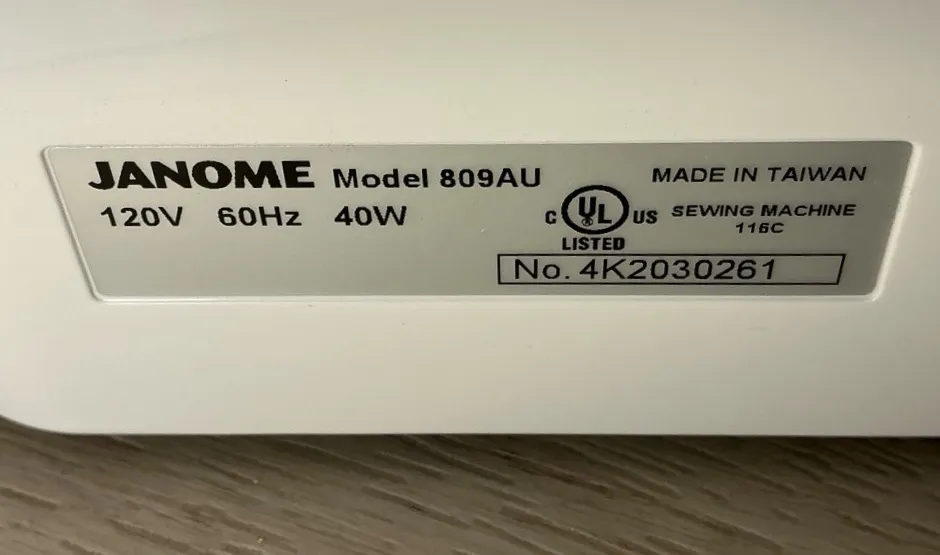 JANOME Model 809AU
MADE IN TAIWAN
120V 60Hz 40W
C UL US
®
LISTED
SEWING MACHINE
116C
No. 4K2030261